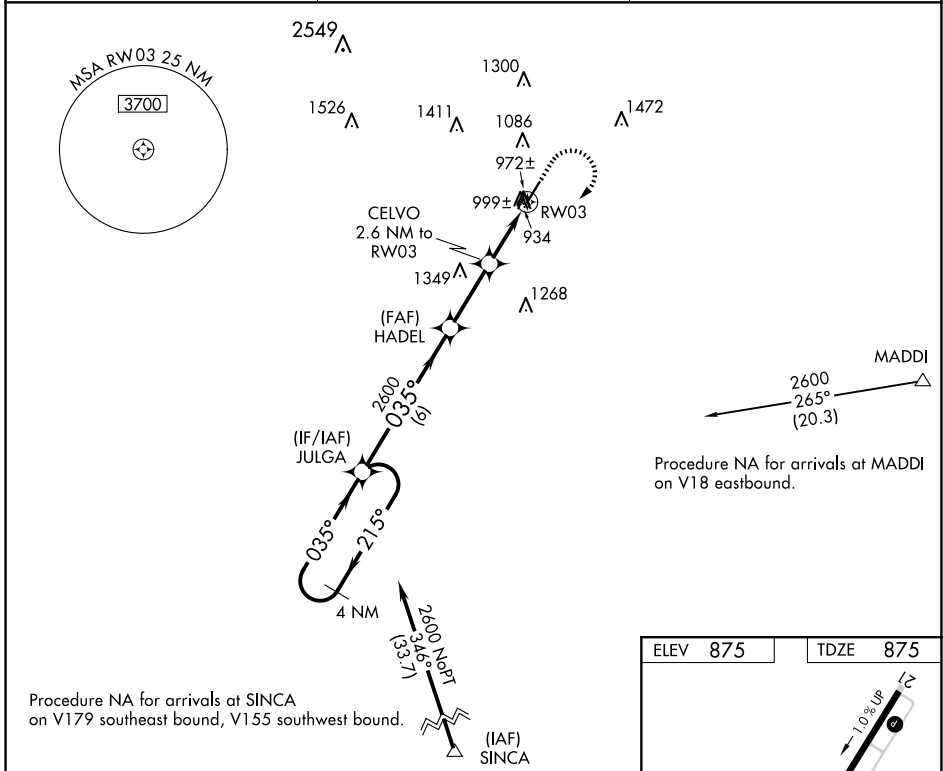 MSA RW03 25 NM
3700
2549
1300
1526
1411
1086
1472
972±
999±
RW03
934
CELVO
2.6 NM to
RW03
1349
1268
(FAF)
HADEL
MADDI
2600
265°
(20.3)
2600
035°
(6)
(IF/IAF)
JULGA
Procedure NA for arrivals at MADDI
on V18 eastbound.
035°
215°
4 NM
2600 NoPT
346°
(33.7)
Procedure NA for arrivals at SINCA
on V179 southeast bound, V155 southwest bound.
(IAF)
SINCA
ELEV 875
TDZE 875
21
1.0% UP
P